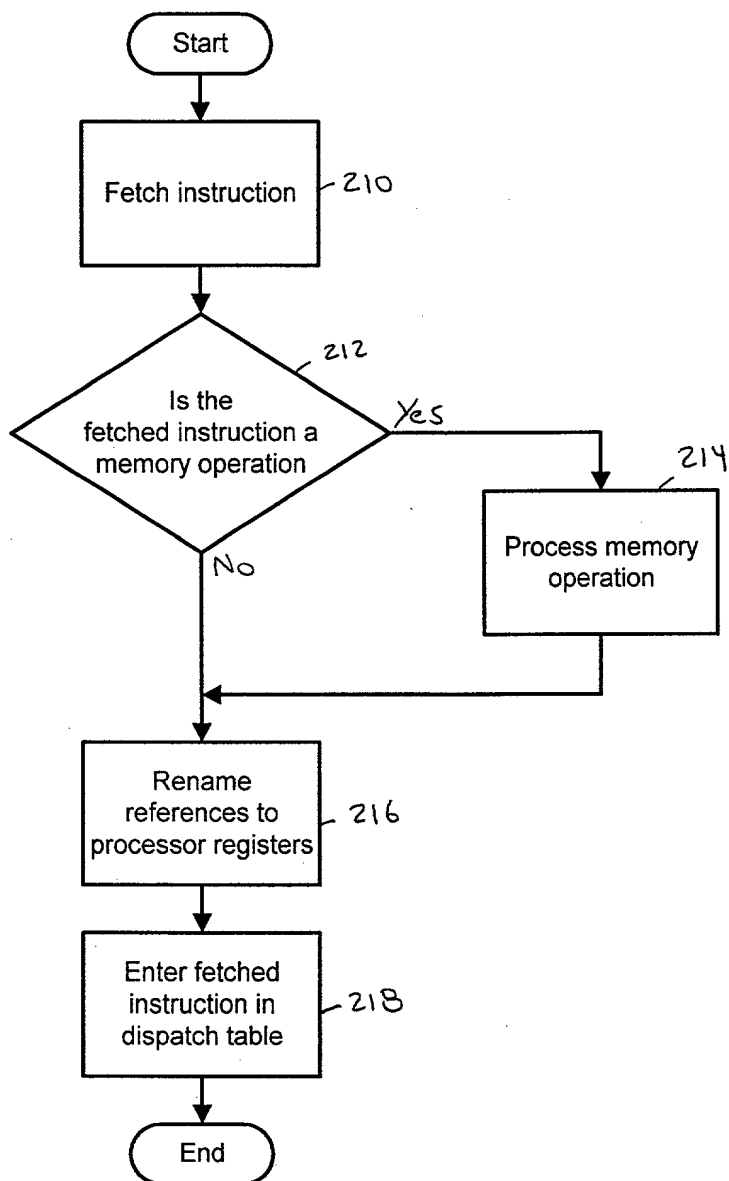 Start
Fetch instruction
210
212
Is the
fetched instruction a
memory operation
Yes
214
Process memory
operation
No
Rename
references to
processor registers
216
Enter fetched
instruction in
dispatch table
218
End